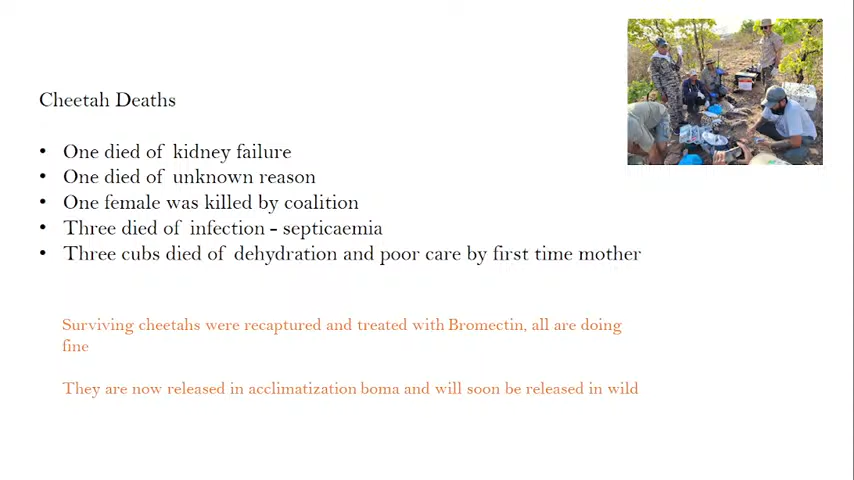 Cheetah Deaths
• One died of kidney failure
• One died of unknown reason
• One female was killed by coalition
• Three died of infection - septicaemia
• Three cubs died of dehydration and poor care by first time mother
Surviving cheetahs were recaptured and treated with Bromectin, all are doing
fine
They are now released in acclimatization boma and will soon be released in wild